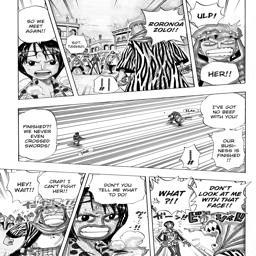 ULP!
HER!!
RORONOA
ZOLO!!
SGT.
TASHIGI!
SO WE
MEET
AGAIN!!
I'VE GOT
NO BEEF
WITH YOU!
OUR
BUSI-
NESS IS
FINISHED
!!
FINISHED?!
WE NEVER
EVEN
CROSSED
SWORDS!
DON'T
LOOK AT ME
WITH THAT
FACE!!
WHAT
?!!
DON'T YOU
TELL ME WHAT
TO DO!
CRAP! I
CAN'T FIGHT
HER!!
HEY!
WAIT!!